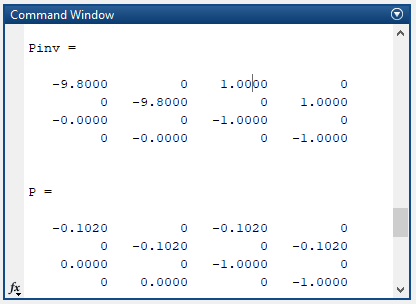 Command Window
Pinv =
-9.8000 0 1.0000 0
0 -9.8000 0 1.0000
-0.0000 0 -1.0000 0
0 -0.0000 0 -1.0000
P =
-0.1020 0 -0.1020 0
0 -0.1020 0 -0.1020
0.0000 0 -1.0000 0
0 0.0000 0 -1.0000
fx